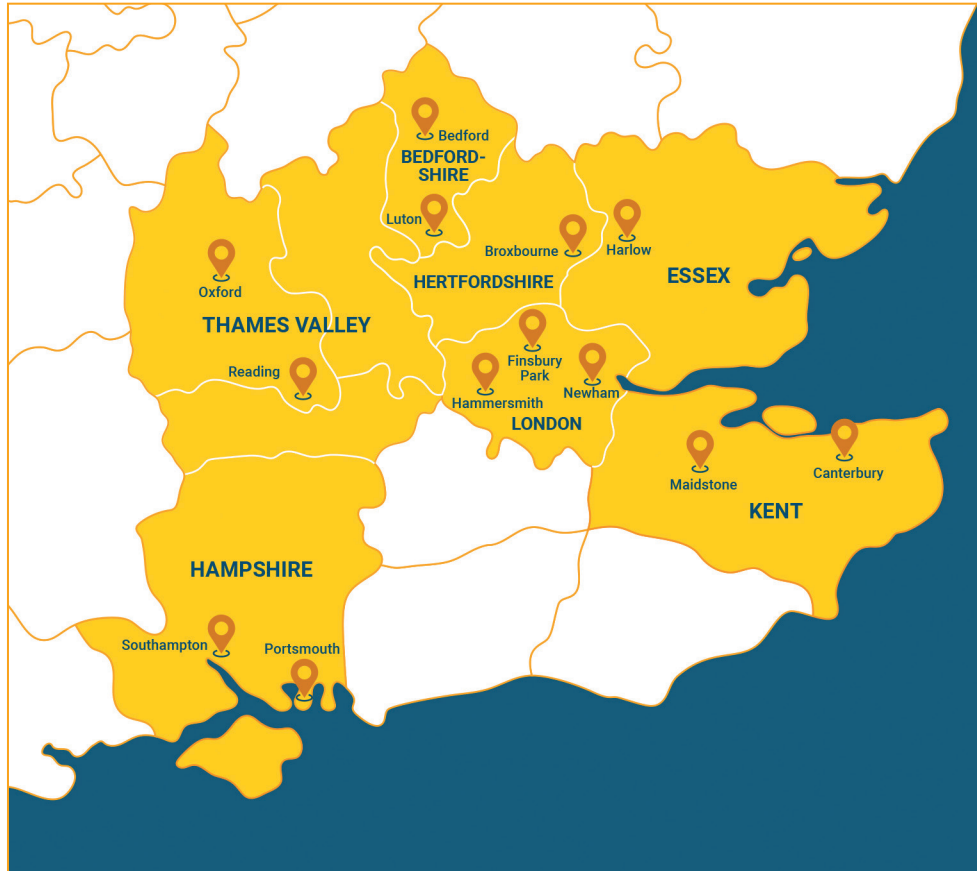 Bedford
BEDFORD-
SHIRE
Luton
Broxbourne
Harlow
Oxford
HERTFORDSHIRE
ESSEX
THAMES VALLEY
Finsbury
Park
Reading
Hammersmith
Newham
LONDON
Maidstone
Canterbury
KENT
HAMPSHIRE
Southampton
Portsmouth